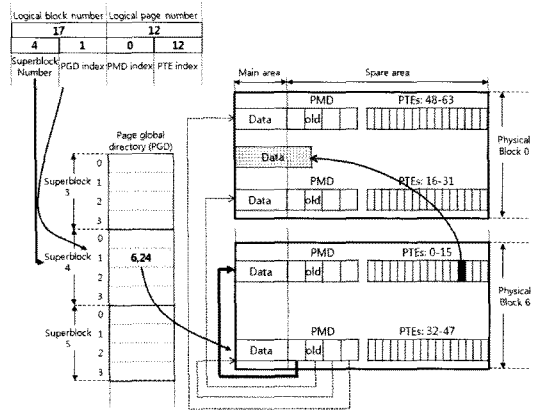 Logical block number Logical page number
17 12
4 1 0 12
Superblock Number PGD index PMD index PTE index
Main area Spare area
Page global directory (PGD)
PMD PTEs: 48-63
Data old
Data
PMD PTEs: 16-31
Data old
Physical Block 0
Superblock 3
0
1
2
3
Superblock 4
0
1 6,24
2
3
Superblock 5
0
1
2
3
PMD PTEs: 0-15
Data old
PMD PTEs: 32-47
Data old
Physical Block 6